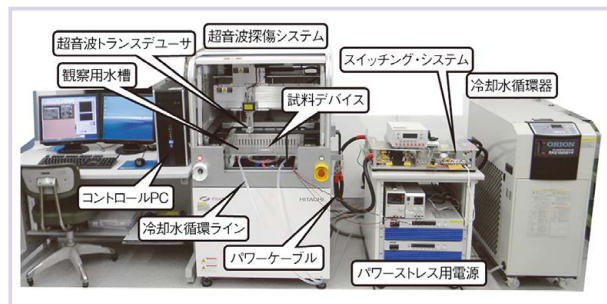 超音波トランスデューサ
超音波探傷システム
観察用水槽
試料デバイス
スイッチング・システム
冷却水循環器
コントロールPC
冷却水循環ライン
パワーケーブル
パワーストレス用電源
HITACHI
ORION